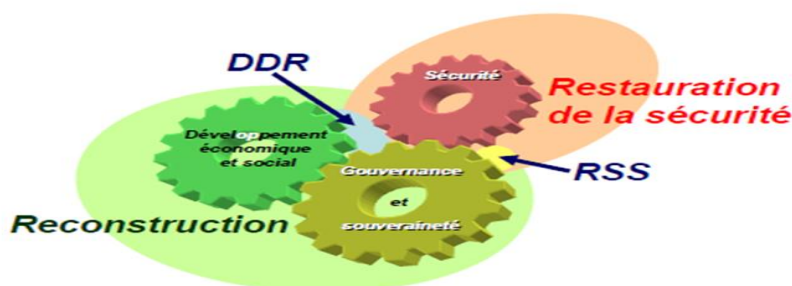 DDR
Sécurité
Restauration
de la sécurité
Développement
économique
et social
Gouvernance
et
souveraineté
RSS
Reconstruction